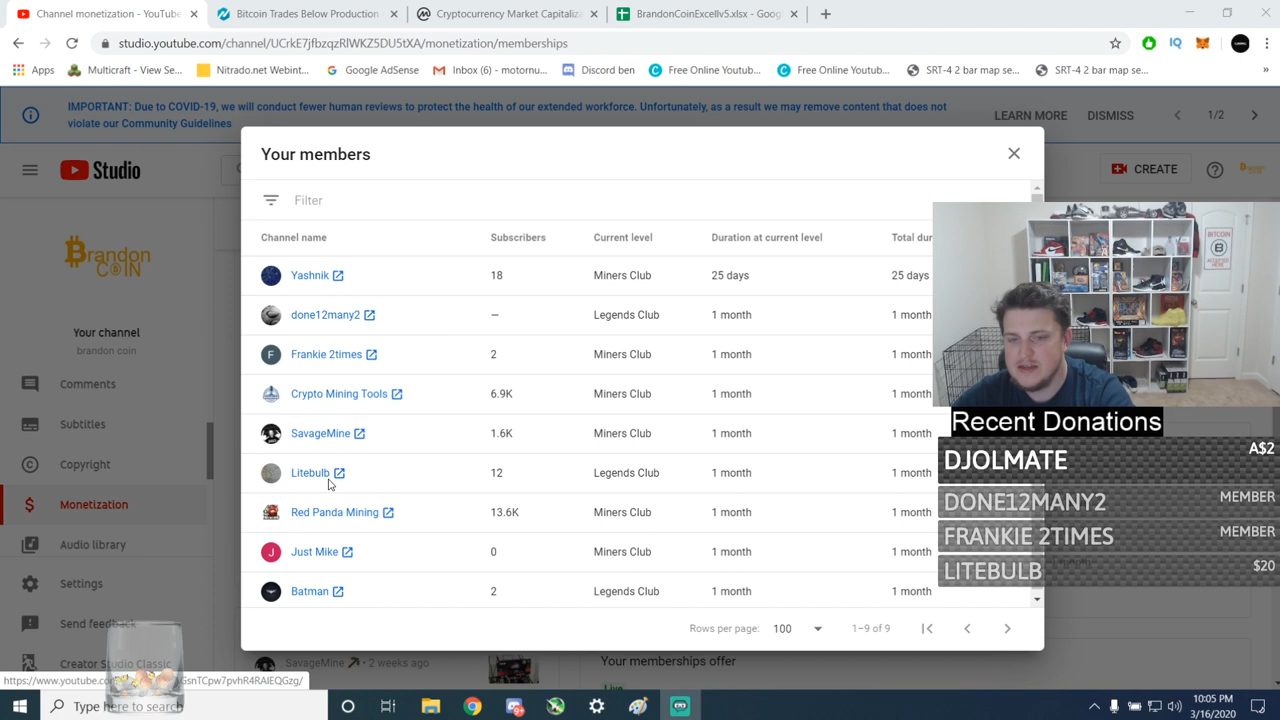 Channel monetization - YouTube
Bitcoin Trades Below Production
Cryptocurrency Market Capitaliza
BrandonCoinExcellv5.xlsx - Goog
studio.youtube.com/channel/UCrkE7jfbzqzRlWKZ5DU5tXA/monetization/memberships
Apps
Multicraft - View Se...
Nitrado.net Webint...
Google AdSense
Inbox (6) - motornu...
Discord ben
Free Online Youtub...
Free Online Youtub...
SRT-4 2 bar map se...
SRT-4 2 bar map se...
»
IMPORTANT: Due to COVID-19, we will conduct fewer human reviews to protect the health of our extended workforce. Unfortunately, as a result we may remove content that does not
violate our Community Guidelines
LEARN MORE DISMISS 1/2
Studio
CREATE
Your members
Filter
Channel name Subscribers Current level Duration at current level Total dur
Yashnik 18 Miners Club 25 days 25 days
done12many2 — Legends Club 1 month 1 month
Frankie 2times 2 Miners Club 1 month 1 month
Crypto Mining Tools 6.9K Miners Club 1 month 1 month
SavageMine 1.6K Miners Club 1 month 1 month
Litebulb 12 Legends Club 1 month 1 month
Red Panda Mining 13.6K Miners Club 1 month 1 month
Just Mike 0 Miners Club 1 month 1 month
Batman 2 Legends Club 1 month 1 month
Rows per page: 100 1–9 of 9
Brandon
COIN
Your channel
brandon coin
Comments
Subtitles
Copyright
Monetization
Audio library
Settings
Send feedback
Creator Studio Classic
SavageMine
• 2 weeks ago
Your memberships offer
Live
BITCOIN
ACCEPTED
HERE
Recent Donations
DJOLMATE A$2
DONE12MANY2 MEMBER
FRANKIE 2TIMES MEMBER
LITEBULB $20
Type here to search
10:05 PM
3/16/2020